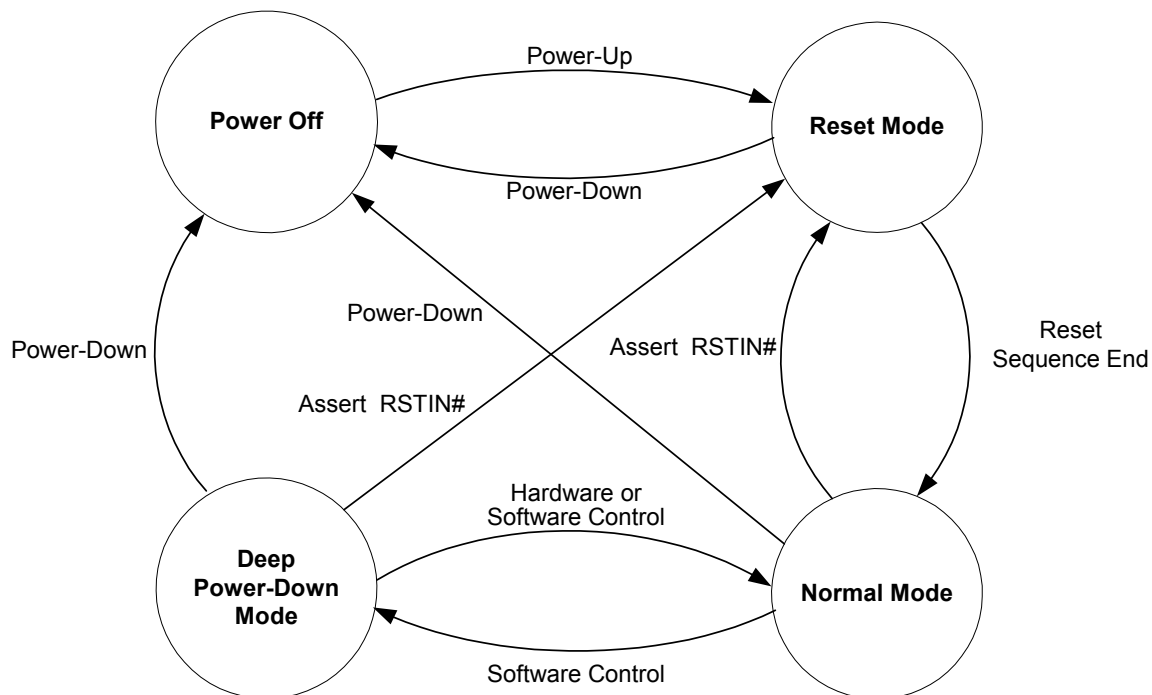 Power-Up
Power Off
Reset Mode
Power-Down
Power-Down
Assert RSTIN#
Reset
Sequence End
Power-Down
Assert RSTIN#
Hardware or
Software Control
Deep
Power-Down
Mode
Normal Mode
Software Control